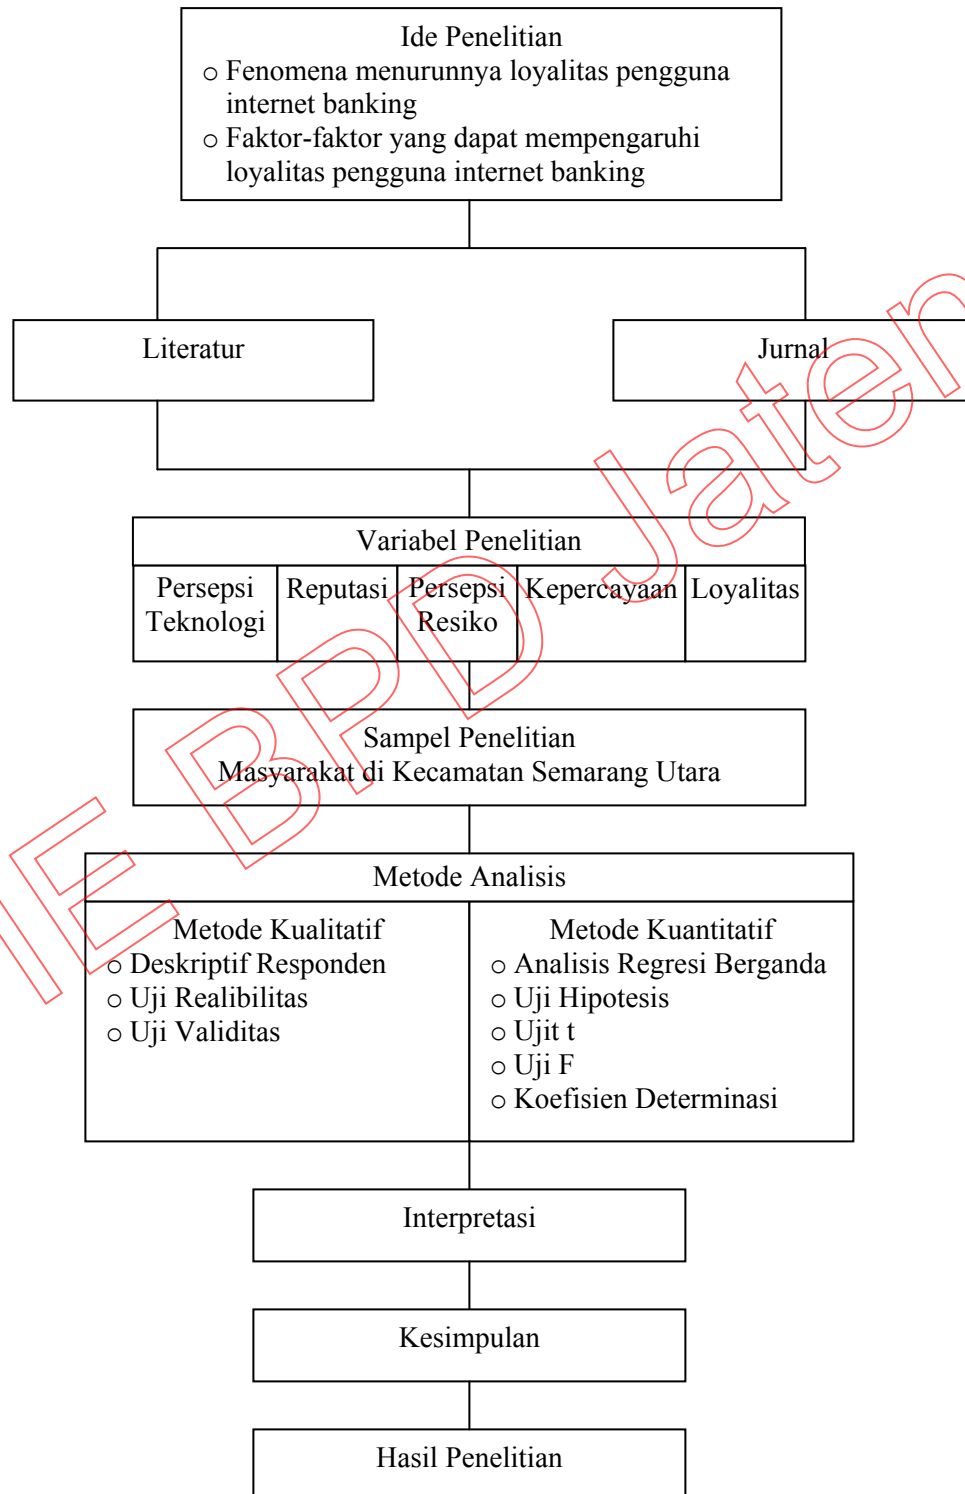 Ide Penelitian
o Fenomena menurunnya loyalitas pengguna
internet banking
o Faktor-faktor yang dapat mempengaruhi
loyalitas pengguna internet banking
Literatur
Jurnal
Variabel Penelitian
Persepsi
Teknologi
Reputasi
Persepsi
Resiko
Kepercayaan
Loyalitas
Sampel Penelitian
Masyarakat di Kecamatan Semarang Utara
Metode Analisis
Metode Kualitatif
o Deskriptif Responden
o Uji Realibilitas
o Uji Validitas
Metode Kuantitatif
o Analisis Regresi Berganda
o Uji Hipotesis
o Ujit t
o Uji F
o Koefisien Determinasi
Interpretasi
Kesimpulan
Hasil Penelitian
IE BPD Jaten